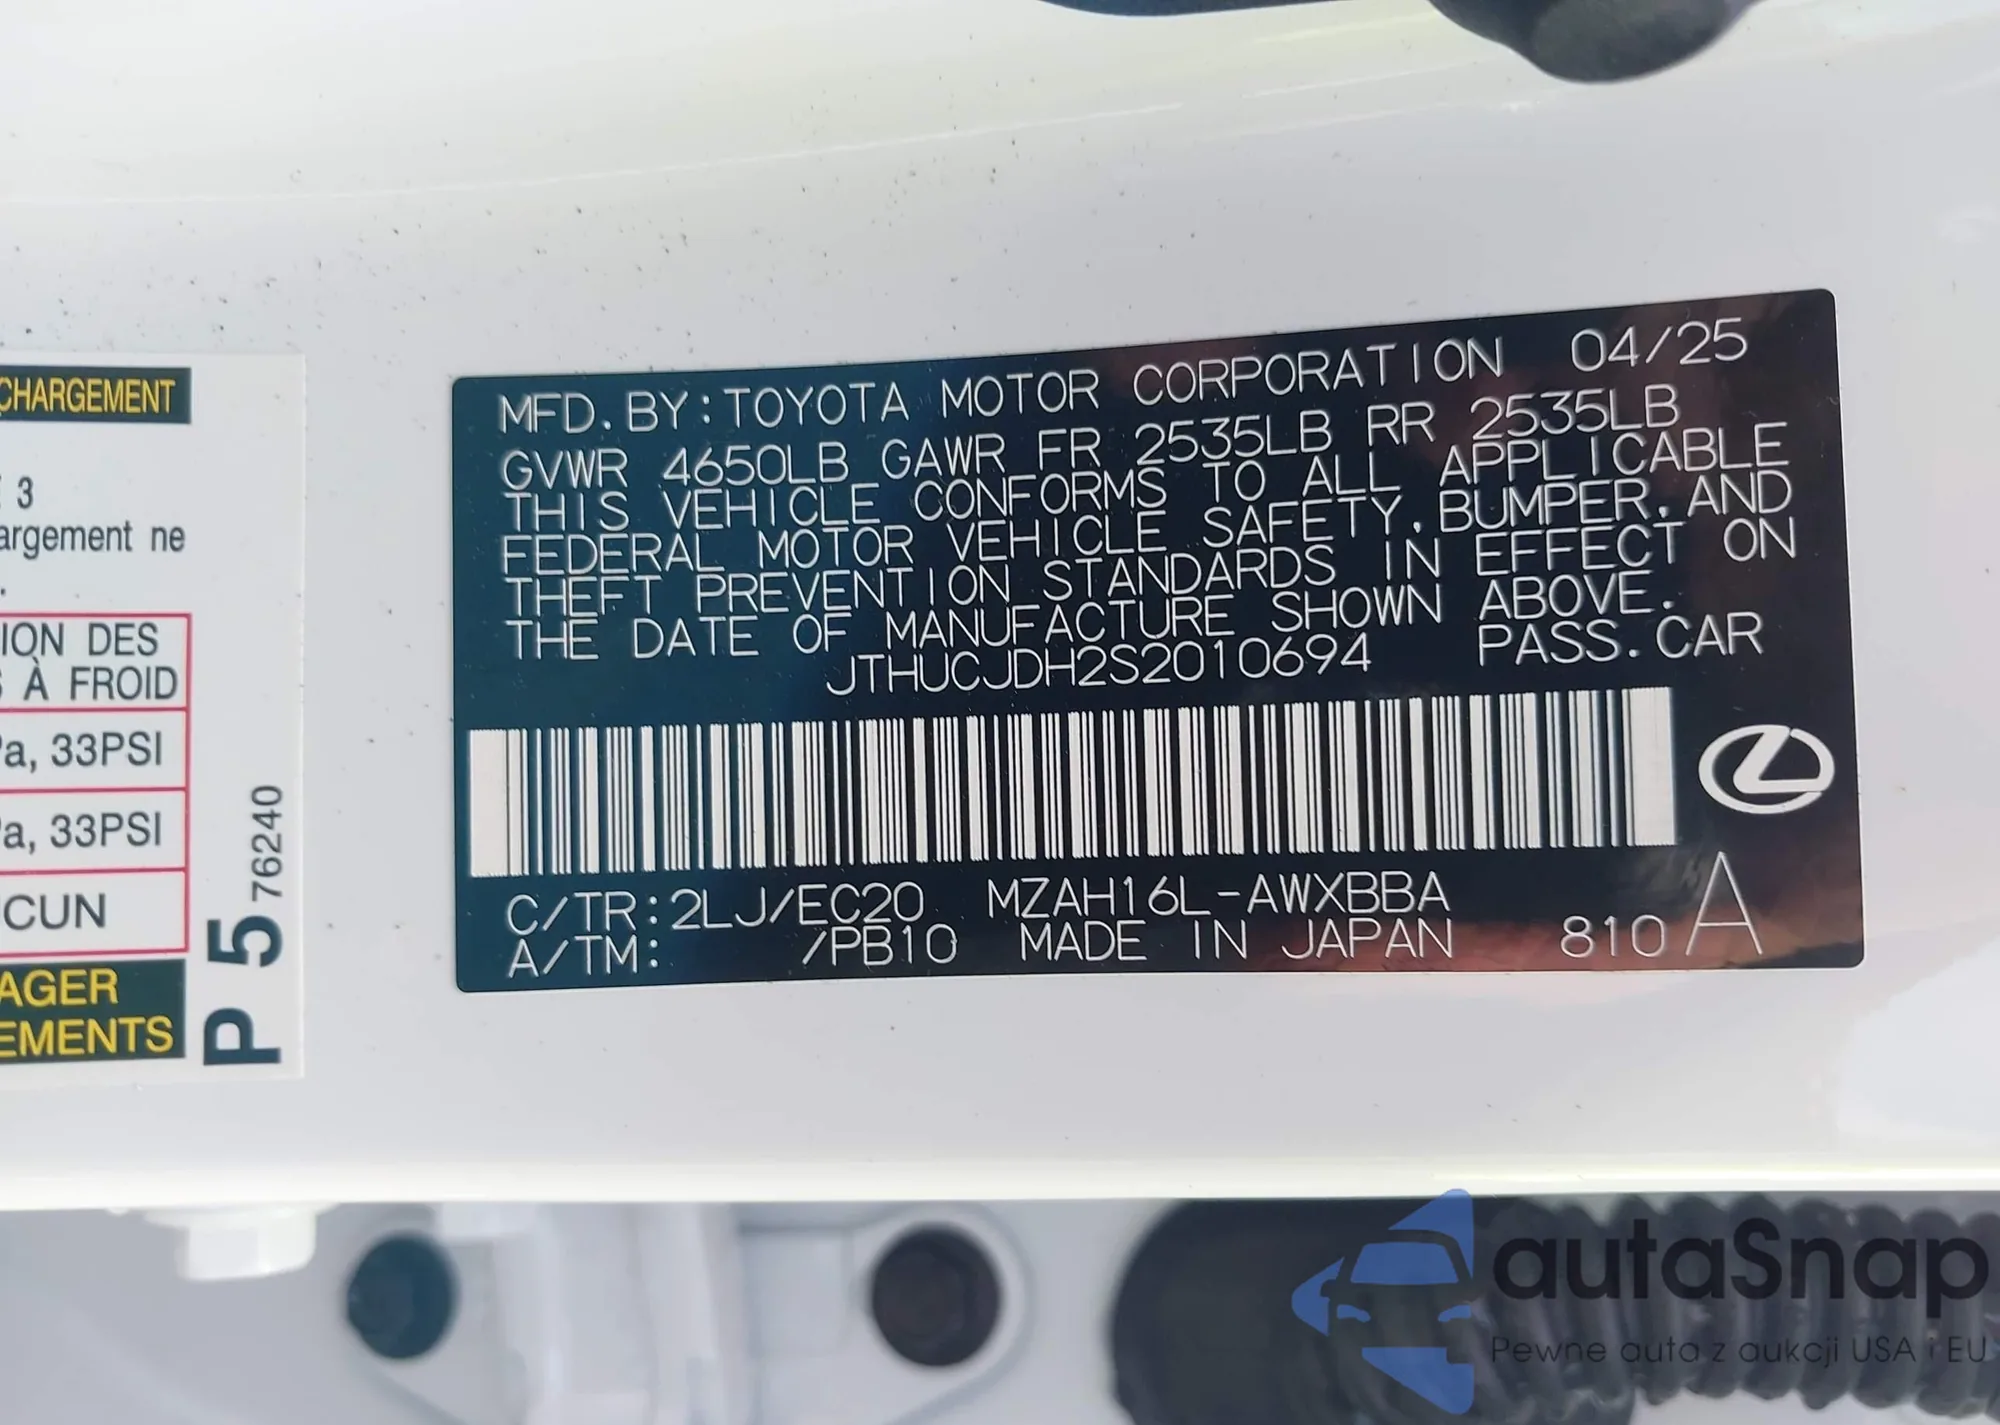 CHARGEMENT
3
argement ne
ION DES
À FROID
Pa, 33PSI
Pa, 33PSI
CUN
AGER
EMENTS
P 5
76240
MFD. BY:TOYOTA MOTOR CORPORATION 04/25
GVWR 4650LB GAWR FR 2535LB RR 2535LB
THIS VEHICLE CONFORMS TO ALL APPLICABLE
FEDERAL MOTOR VEHICLE SAFETY, BUMPER, AND
THEFT PREVENTION STANDARDS IN EFFECT ON
THE DATE OF MANUFACTURE SHOWN ABOVE.
JTHUCJDH2S2010694 PASS. CAR
C/TR:2LJ/EC20 MZAH16L-AWXBBA
A/TM: /PB10 MADE IN JAPAN 810 A
autaSnap
Pewne auta z aukcji USA i EU